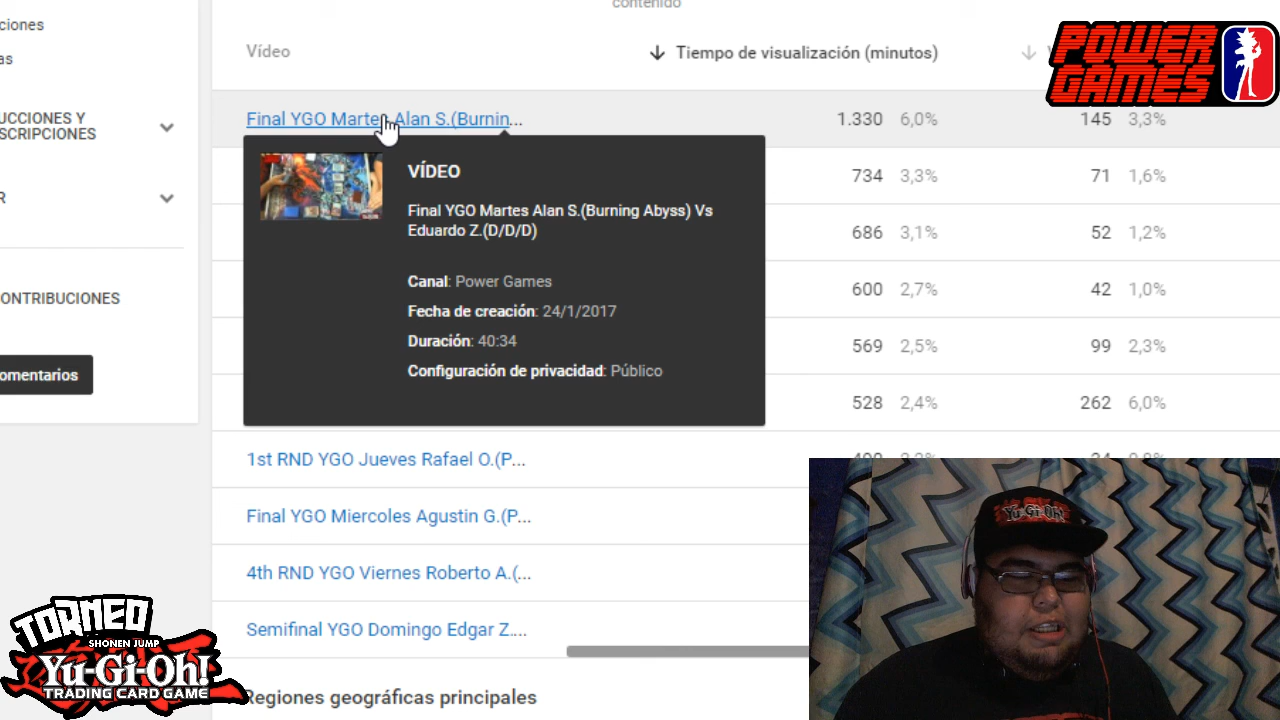 contenido
ciones
as
UCCIONES Y
SCRIPCIONES
R
ONTRIBUCIONES
omentarios
Vídeo
Tiempo de visualización (minutos)
POWER
GAMES
Final YGO Martes Alan S.(Burnin...
1.330 6,0% 145 3,3%
VÍDEO
Final YGO Martes Alan S.(Burning Abyss) Vs
Eduardo Z.(D/D/D)
Canal: Power Games
Fecha de creación: 24/1/2017
Duración: 40:34
Configuración de privacidad: Público
734 3,3% 71 1,6%
686 3,1% 52 1,2%
600 2,7% 42 1,0%
569 2,5% 99 2,3%
528 2,4% 262 6,0%
1st RND YGO Jueves Rafael O.(P...
Final YGO Miercoles Agustin G.(P...
4th RND YGO Viernes Roberto A.(...
Semifinal YGO Domingo Edgar Z....
Regiones geográficas principales
TORNEO
SHONEN JUMP
Yu-Gi-Oh!
TRADING CARD GAME
Yu-Gi-Oh!